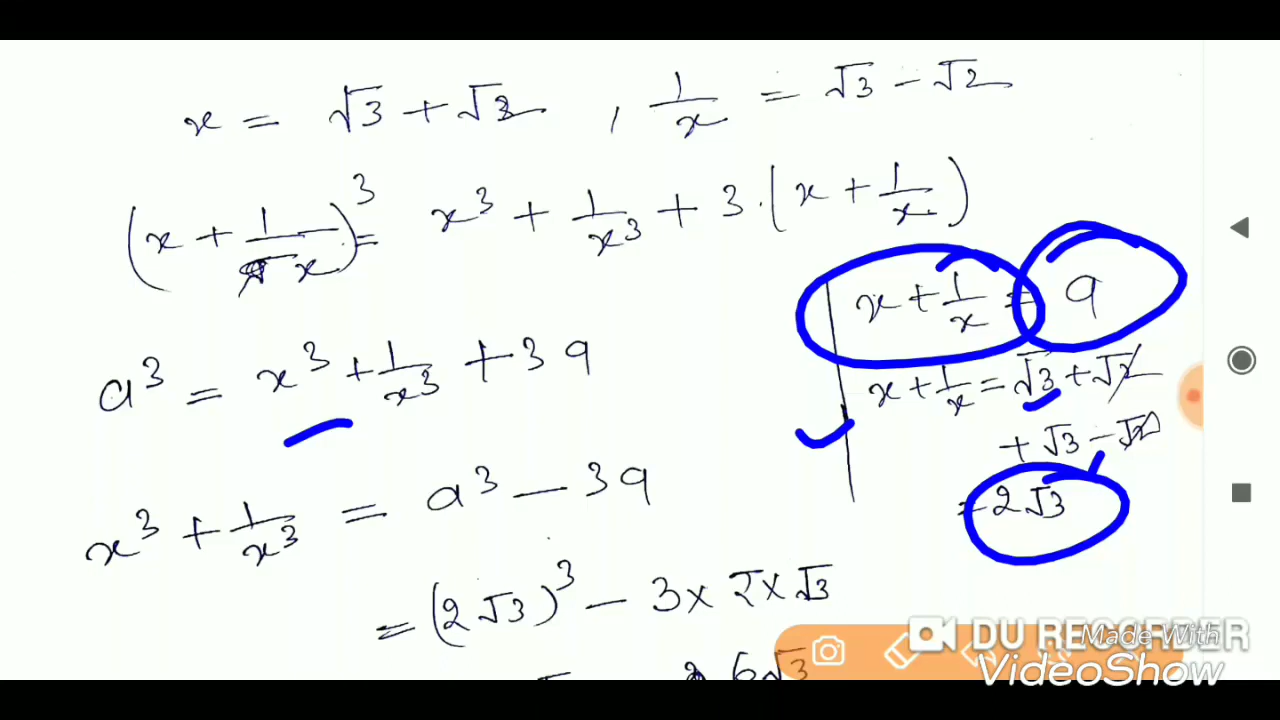 x = √3 + √2 , 1/x = √3 − √2
(x + 1/x)³ = x³ + 1/x³ + 3.(x + 1/x)
x + 1/x = a
a³ = x³ + 1/x³ + 3a
x + 1/x = √3 + √2
+ √3 − √2
= 2√3
x³ + 1/x³ = a³ − 3a
= (2√3)³ − 3 × 2 × √3
6√3
DU RECORDER
Made With
VideoShow